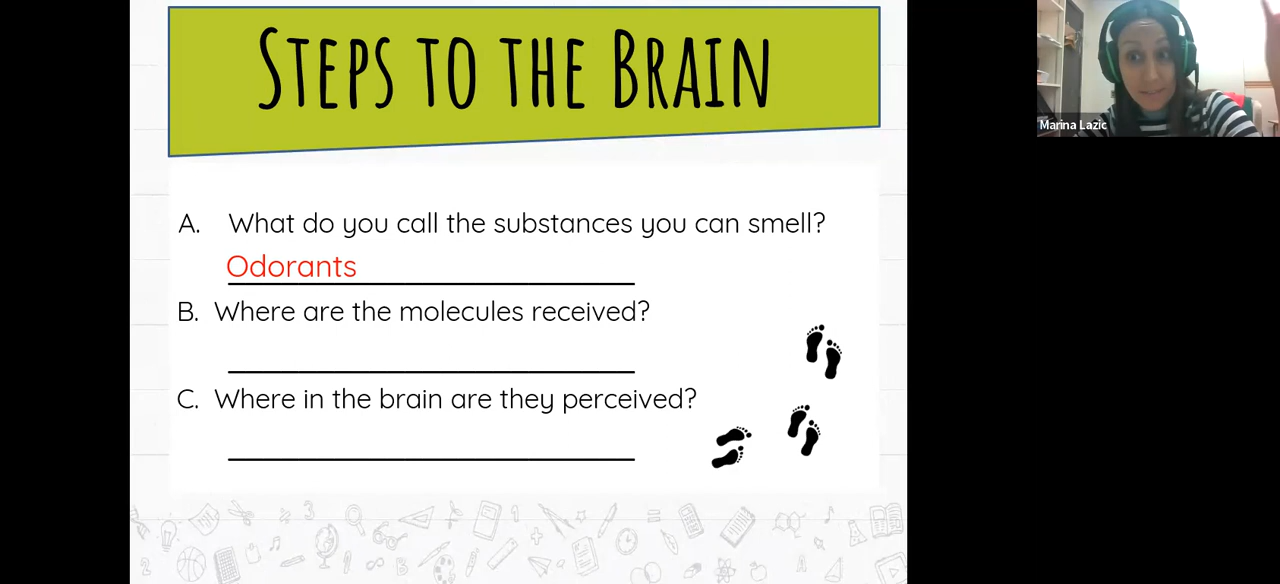 STEPS TO THE BRAIN
Marina Lazic
A. What do you call the substances you can smell?
Odorants
B. Where are the molecules received?
C. Where in the brain are they perceived?